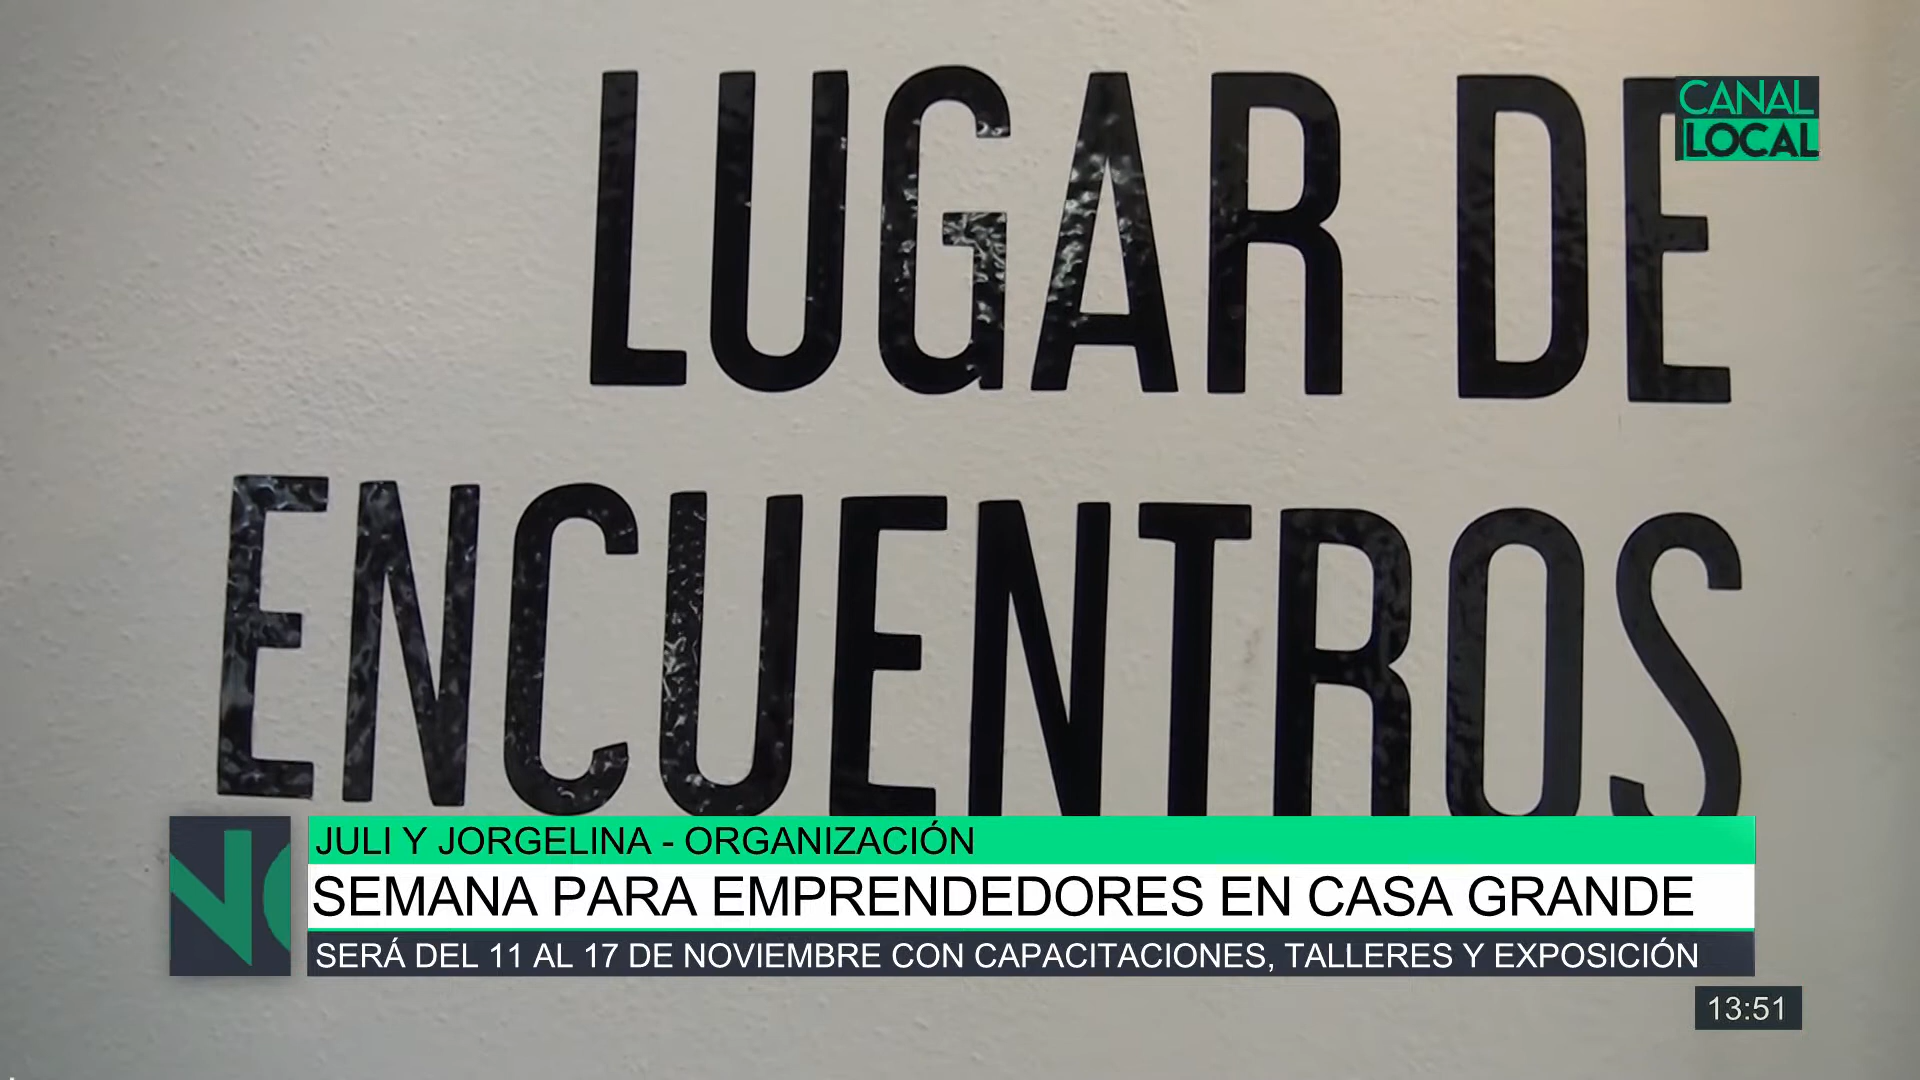 LUGAR DE
CANAL
LOCAL
ENCUENTROS
JULI Y JORGELINA - ORGANIZACIÓN
SEMANA PARA EMPRENDEDORES EN CASA GRANDE
SERÁ DEL 11 AL 17 DE NOVIEMBRE CON CAPACITACIONES, TALLERES Y EXPOSICIÓN
13:51